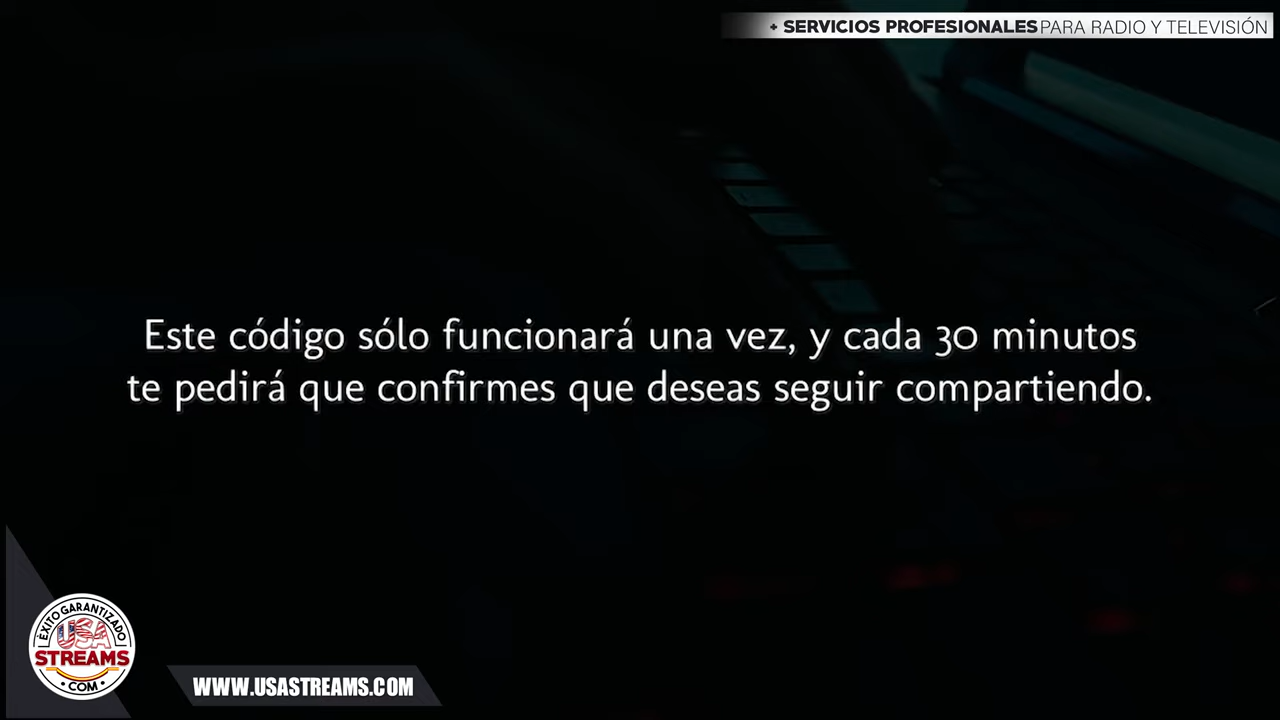 + SERVICIOS PROFESIONALES PARA RADIO Y TELEVISIÓN
Este código sólo funcionará una vez, y cada 30 minutos
te pedirá que confirmes que deseas seguir compartiendo.
ÉXITO GARANTIZADO
USA
STREAMS
• COM •
WWW.USASTREAMS.COM